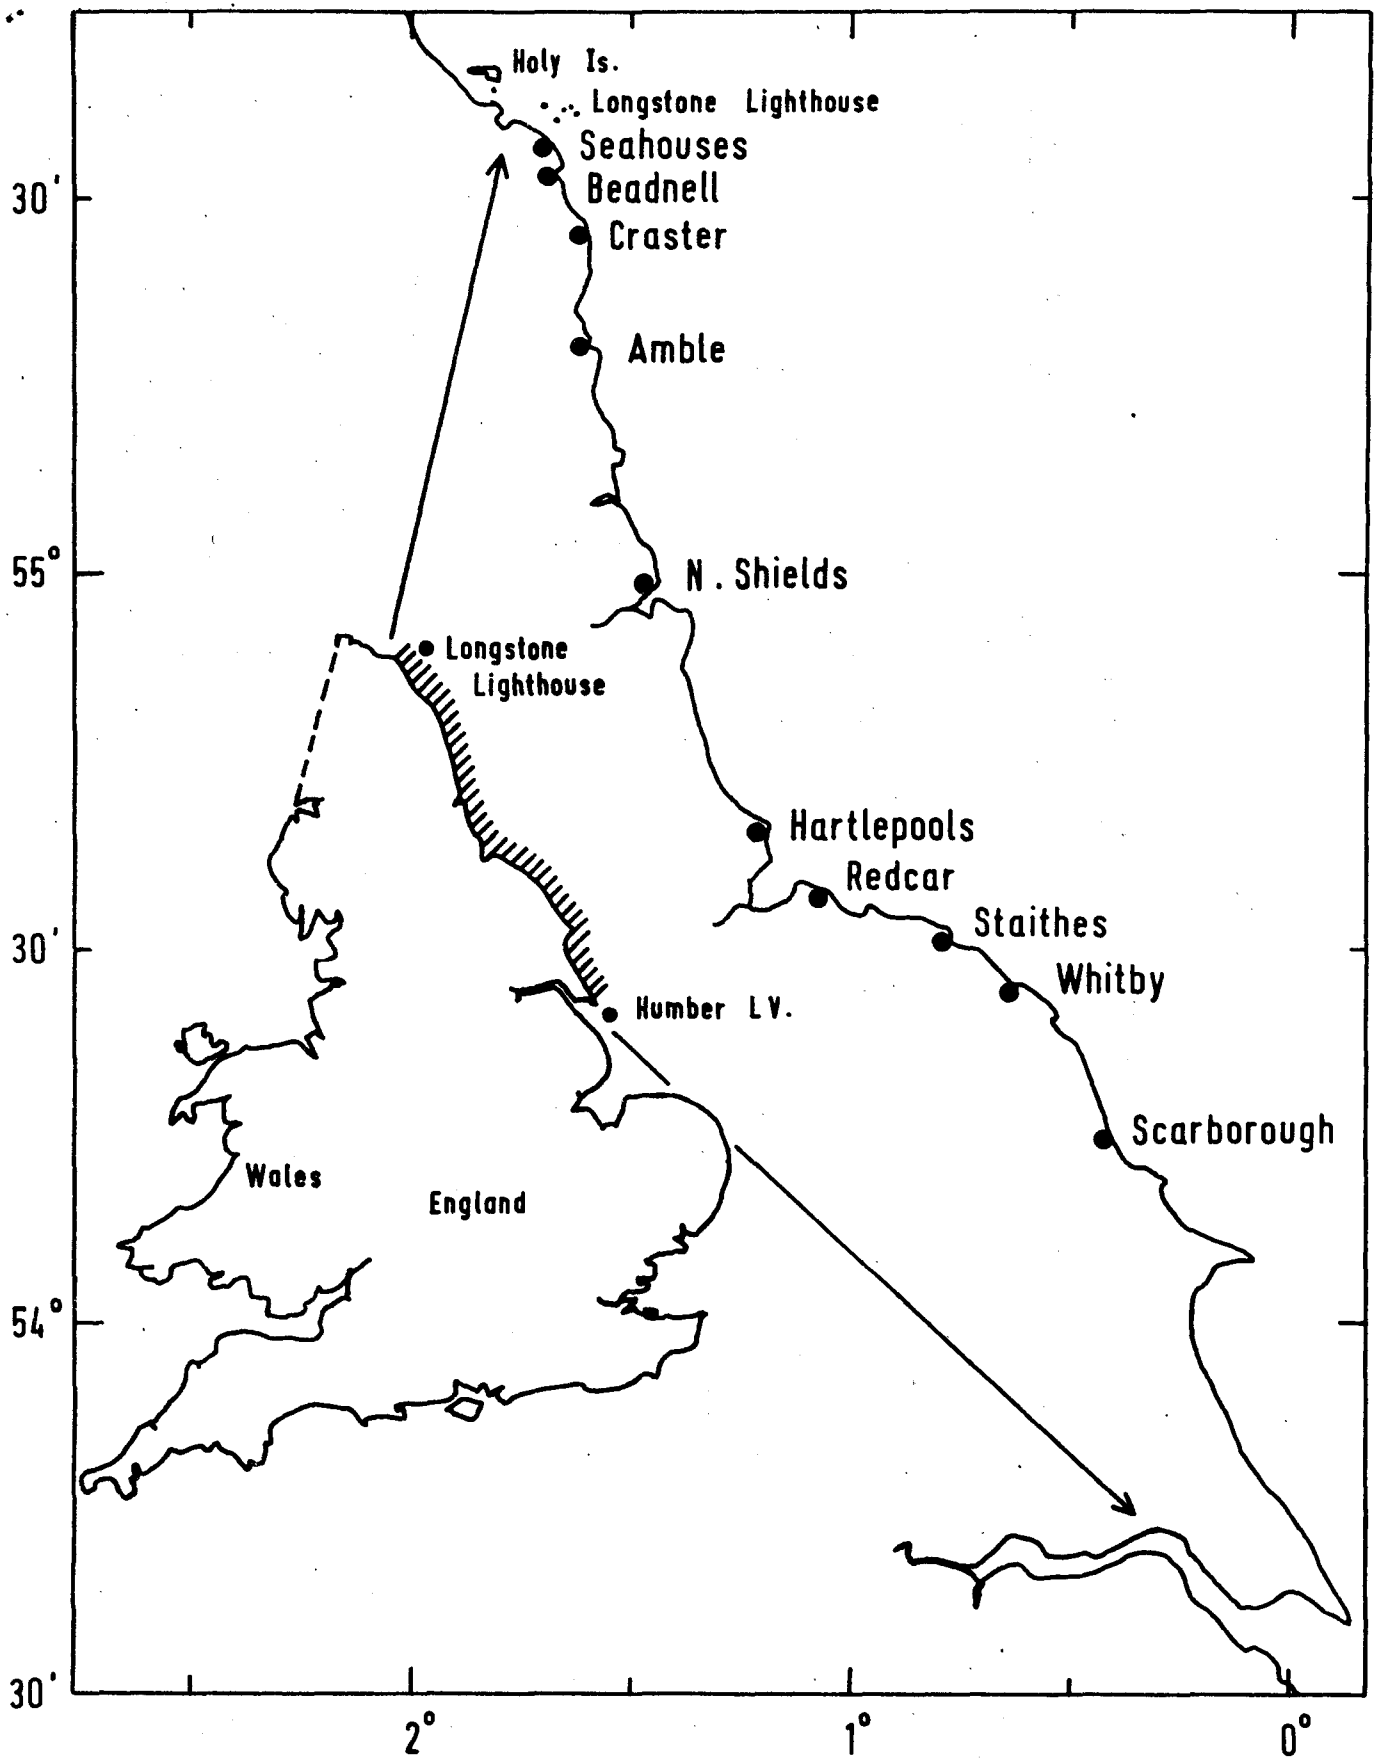 Holy Is.
Longstone Lighthouse
Seahouses
30'
Beadnell
Craster
Amble
55°
N. Shields
Longstone
Lighthouse
Hartlepools
Redcar
Staithes
30'
Whitby
Humber L.V.
Scarborough
Wales
England
54°
30'
2°
1°
0°